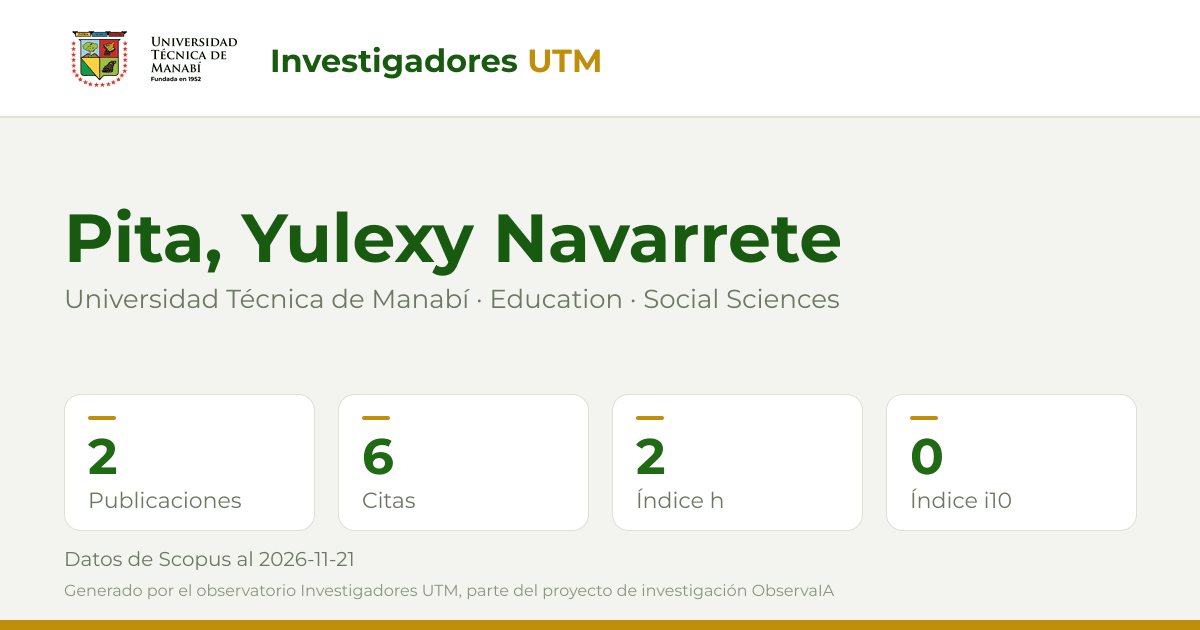 UNIVERSIDAD
TÉCNICA DE
MANABÍ
Fundada en 1952
Investigadores UTM
Pita, Yulexy Navarrete
Universidad Técnica de Manabí · Education · Social Sciences
2
Publicaciones
6
Citas
2
Índice h
0
Índice i10
Datos de Scopus al 2026-11-21
Generado por el observatorio Investigadores UTM, parte del proyecto de investigación ObservaIA